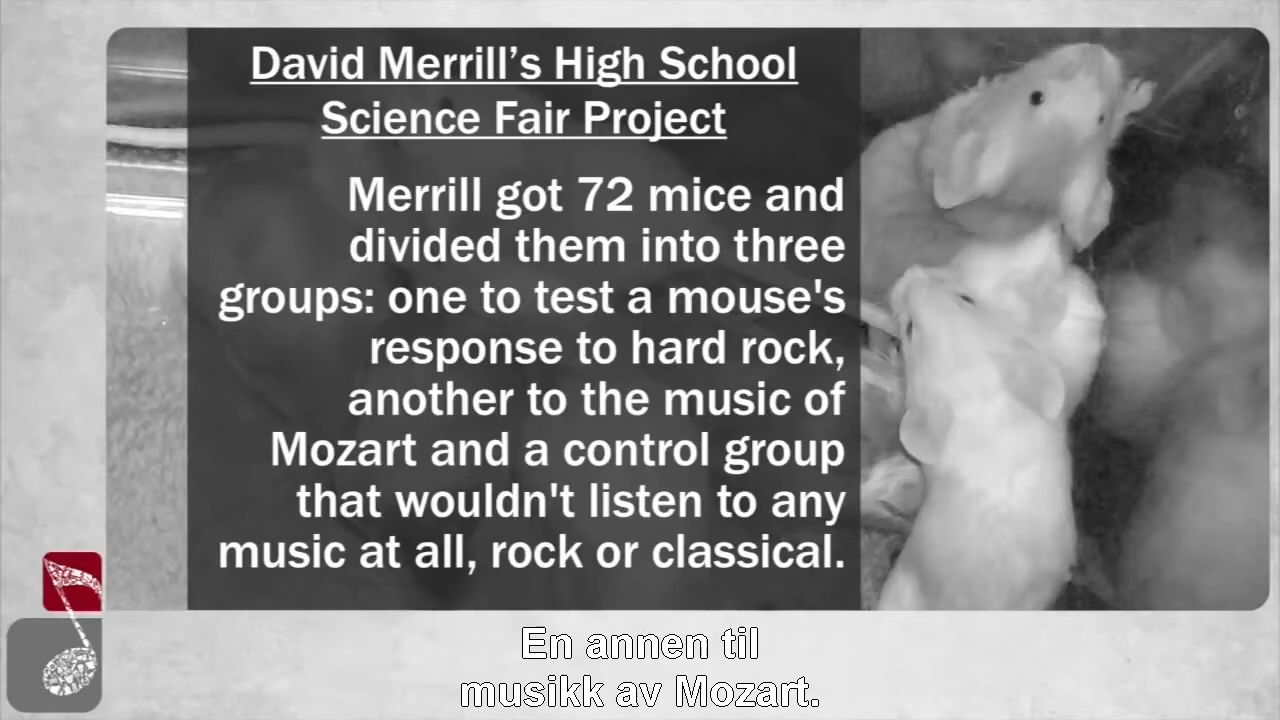 David Merrill’s High School
Science Fair Project
Merrill got 72 mice and
divided them into three
groups: one to test a mouse's
response to hard rock,
another to the music of
Mozart and a control group
that wouldn't listen to any
music at all, rock or classical.
En annen til
musikk av Mozart.